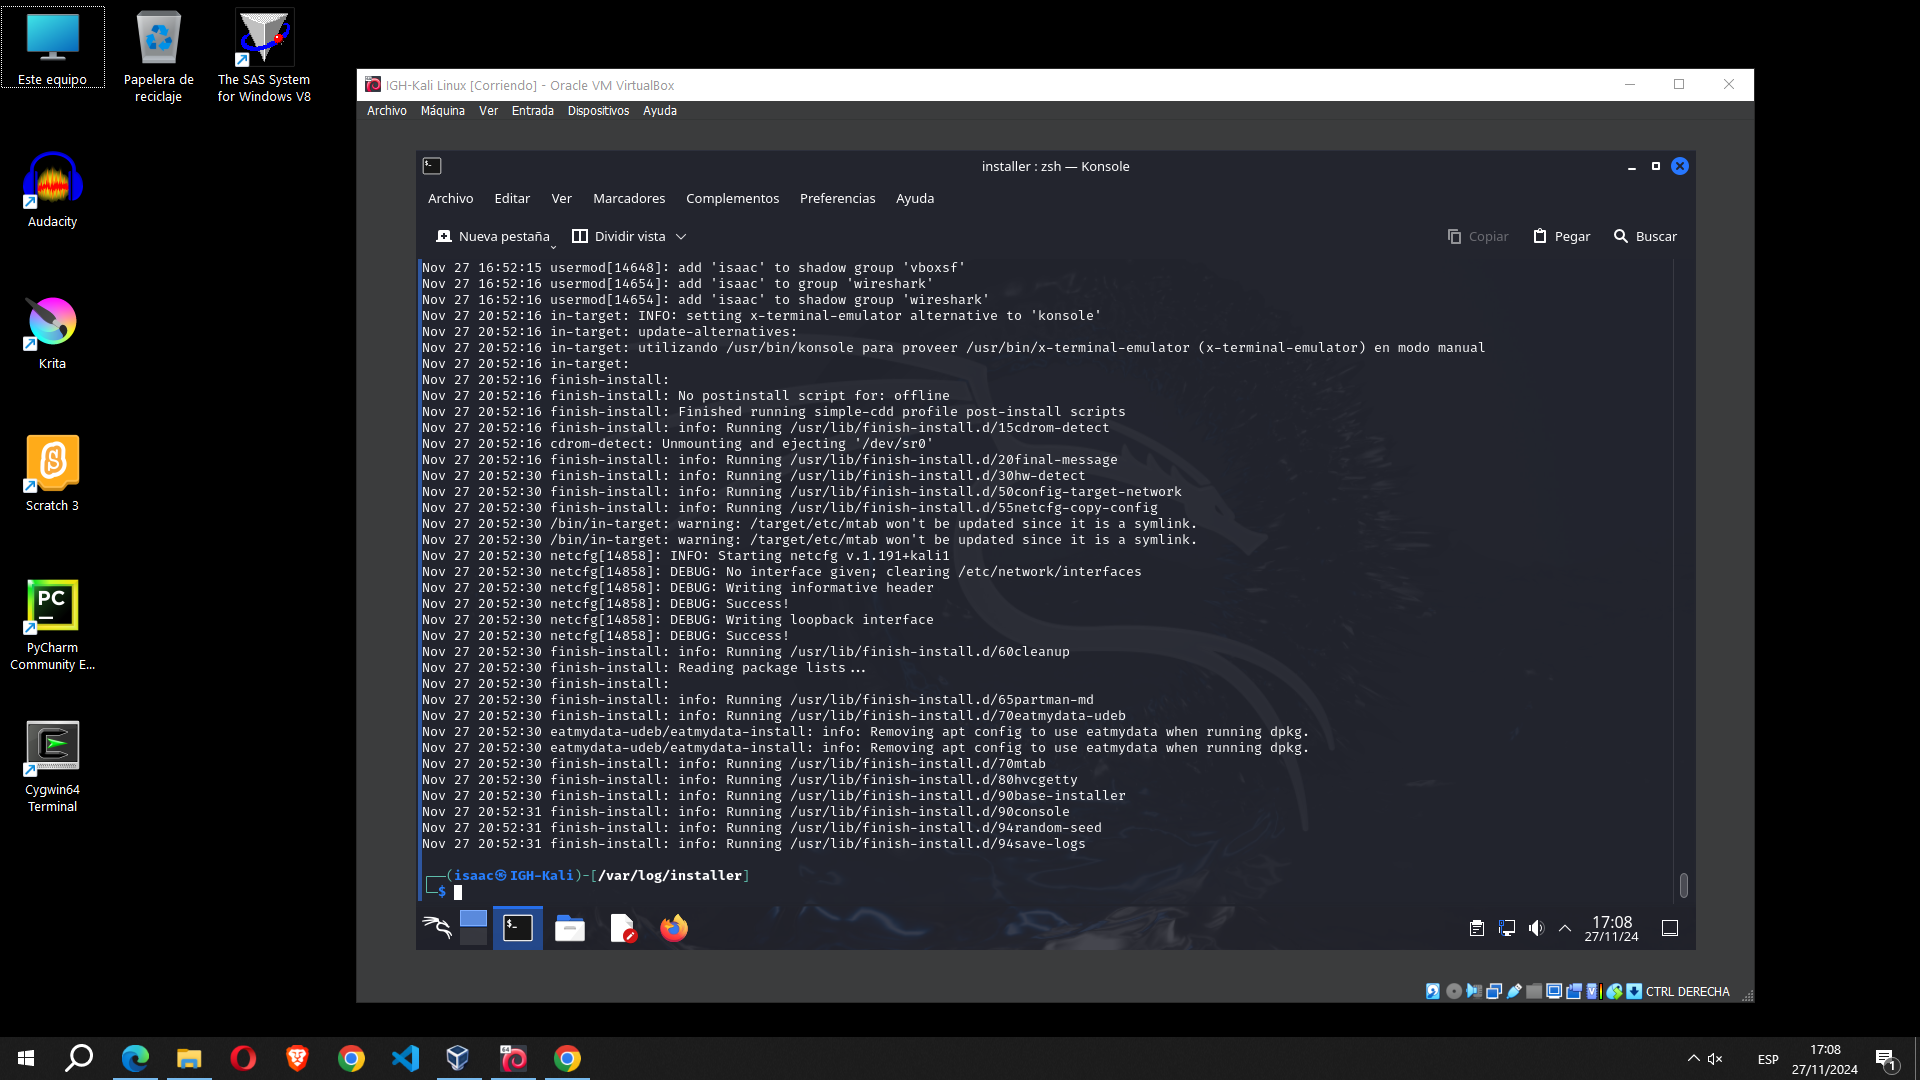 Este equipo
Papelera de reciclaje
The SAS System for Windows V8
Audacity
Krita
Scratch 3
PyCharm Community E...
Cygwin64 Terminal
IGH-Kali Linux [Corriendo] - Oracle VM VirtualBox
Archivo Máquina Ver Entrada Dispositivos Ayuda
installer : zsh — Konsole
Archivo Editar Ver Marcadores Complementos Preferencias Ayuda
Nueva pestaña Dividir vista Copiar Pegar Buscar
Nov 27 16:52:15 usermod[14648]: add 'isaac' to shadow group 'vboxsf'
Nov 27 16:52:16 usermod[14654]: add 'isaac' to group 'wireshark'
Nov 27 16:52:16 usermod[14654]: add 'isaac' to shadow group 'wireshark'
Nov 27 20:52:16 in-target: INFO: setting x-terminal-emulator alternative to 'konsole'
Nov 27 20:52:16 in-target: update-alternatives:
Nov 27 20:52:16 in-target: utilizando /usr/bin/konsole para proveer /usr/bin/x-terminal-emulator (x-terminal-emulator) en modo manual
Nov 27 20:52:16 in-target:
Nov 27 20:52:16 finish-install:
Nov 27 20:52:16 finish-install: No postinstall script for: offline
Nov 27 20:52:16 finish-install: Finished running simple-cdd profile post-install scripts
Nov 27 20:52:16 finish-install: info: Running /usr/lib/finish-install.d/15cdrom-detect
Nov 27 20:52:16 cdrom-detect: Unmounting and ejecting '/dev/sr0'
Nov 27 20:52:16 finish-install: info: Running /usr/lib/finish-install.d/20final-message
Nov 27 20:52:30 finish-install: info: Running /usr/lib/finish-install.d/30hw-detect
Nov 27 20:52:30 finish-install: info: Running /usr/lib/finish-install.d/50config-target-network
Nov 27 20:52:30 finish-install: info: Running /usr/lib/finish-install.d/55netcfg-copy-config
Nov 27 20:52:30 /bin/in-target: warning: /target/etc/mtab won't be updated since it is a symlink.
Nov 27 20:52:30 /bin/in-target: warning: /target/etc/mtab won't be updated since it is a symlink.
Nov 27 20:52:30 netcfg[14858]: INFO: Starting netcfg v.1.191+kali1
Nov 27 20:52:30 netcfg[14858]: DEBUG: No interface given; clearing /etc/network/interfaces
Nov 27 20:52:30 netcfg[14858]: DEBUG: Writing informative header
Nov 27 20:52:30 netcfg[14858]: DEBUG: Success!
Nov 27 20:52:30 netcfg[14858]: DEBUG: Writing loopback interface
Nov 27 20:52:30 netcfg[14858]: DEBUG: Success!
Nov 27 20:52:30 finish-install: info: Running /usr/lib/finish-install.d/60cleanup
Nov 27 20:52:30 finish-install: Reading package lists...
Nov 27 20:52:30 finish-install:
Nov 27 20:52:30 finish-install: info: Running /usr/lib/finish-install.d/65partman-md
Nov 27 20:52:30 finish-install: info: Running /usr/lib/finish-install.d/70eatmydata-udeb
Nov 27 20:52:30 eatmydata-udeb/eatmydata-install: info: Removing apt config to use eatmydata when running dpkg.
Nov 27 20:52:30 eatmydata-udeb/eatmydata-install: info: Removing apt config to use eatmydata when running dpkg.
Nov 27 20:52:30 finish-install: info: Running /usr/lib/finish-install.d/70mtab
Nov 27 20:52:30 finish-install: info: Running /usr/lib/finish-install.d/80hvcgetty
Nov 27 20:52:30 finish-install: info: Running /usr/lib/finish-install.d/90base-installer
Nov 27 20:52:31 finish-install: info: Running /usr/lib/finish-install.d/90console
Nov 27 20:52:31 finish-install: info: Running /usr/lib/finish-install.d/94random-seed
Nov 27 20:52:31 finish-install: info: Running /usr/lib/finish-install.d/94save-logs
┌──(isaac㉿IGH-Kali)-[/var/log/installer]
└─$
17:08
27/11/24
CTRL DERECHA
ESP
17:08
27/11/2024
1